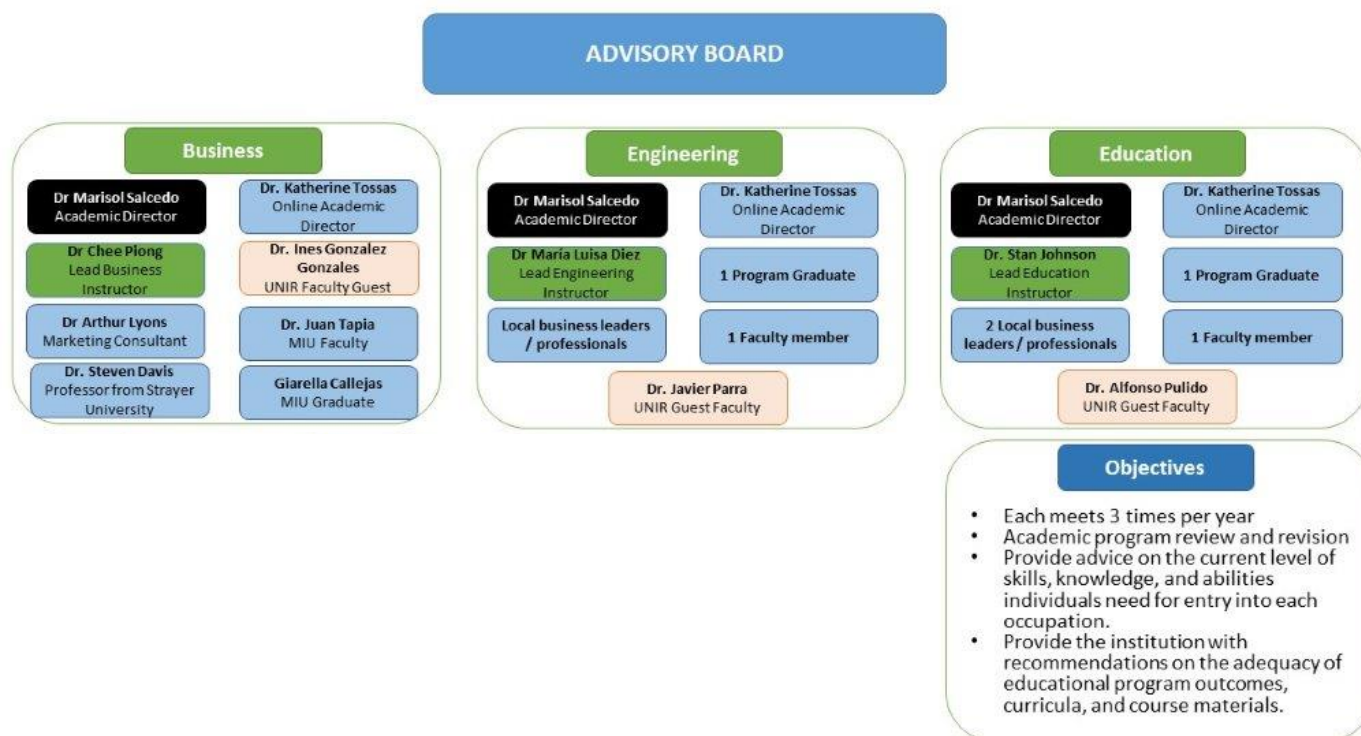 ADVISORY BOARD
Business
Dr Marisol Salcedo
Academic Director
Dr. Katherine Tossas
Online Academic
Director
Dr Chee Piong
Lead Business
Instructor
Dr. Ines Gonzalez
Gonzales
UNIR Faculty Guest
Dr Arthur Lyons
Marketing Consultant
Dr. Juan Tapia
MIU Faculty
Dr. Steven Davis
Professor from Strayer
University
Giarella Callejas
MIU Graduate
Engineering
Dr Marisol Salcedo
Academic Director
Dr. Katherine Tossas
Online Academic
Director
Dr María Luisa Diez
Lead Engineering
Instructor
1 Program Graduate
Local business leaders
/ professionals
1 Faculty member
Dr. Javier Parra
UNIR Guest Faculty
Education
Dr Marisol Salcedo
Academic Director
Dr. Katherine Tossas
Online Academic
Director
Dr. Stan Johnson
Lead Education
Instructor
1 Program Graduate
2 Local business
leaders / professionals
1 Faculty member
Dr. Alfonso Pulido
UNIR Guest Faculty
Objectives
• Each meets 3 times per year
• Academic program review and revision
• Provide advice on the current level of
skills, knowledge, and abilities
individuals need for entry into each
occupation.
• Provide the institution with
recommendations on the adequacy of
educational program outcomes,
curricula, and course materials.